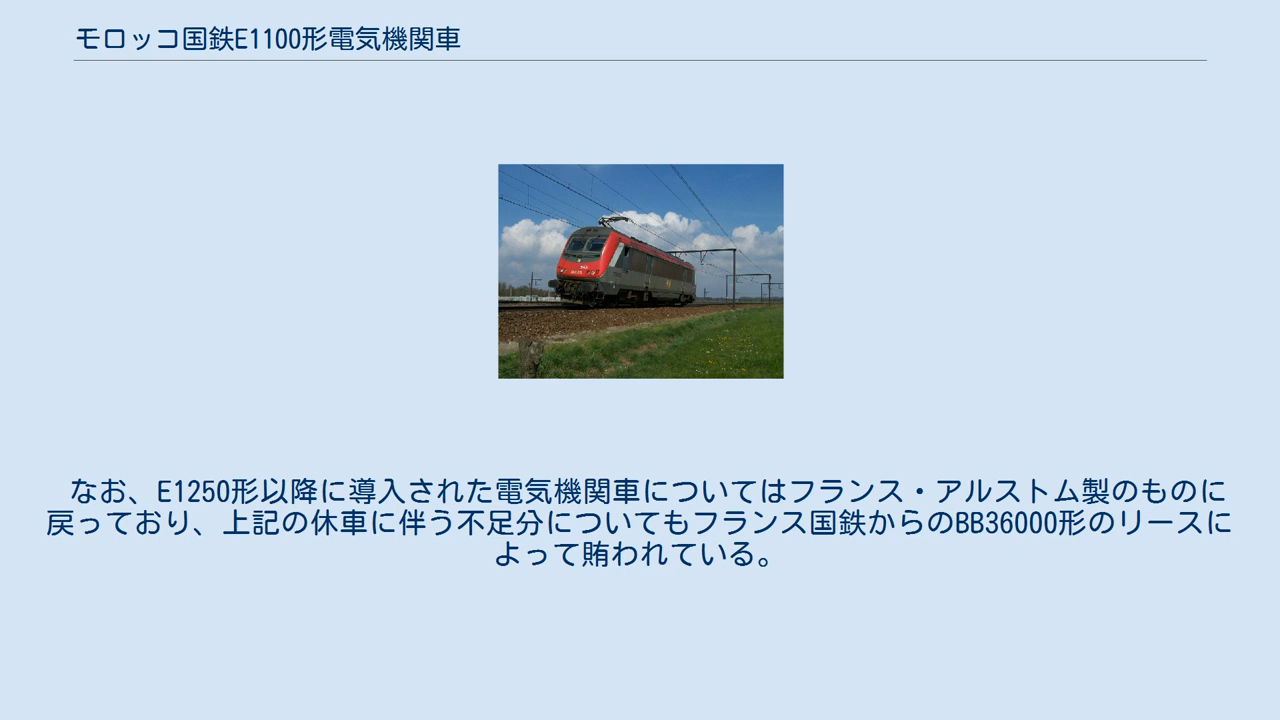 モロッコ国鉄E1100形電気機関車
なお、E1250形以降に導入された電気機関車についてはフランス・アルストム製のものに
戻っており、上記の休車に伴う不足分についてもフランス国鉄からのBB36000形のリースに
よって賄われている。